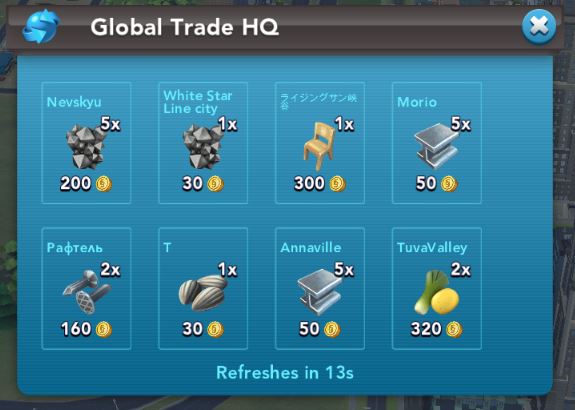 Global Trade HQ
Nevskyu
5x
200
White Star
Line city
1x
30
ライジングサン峡
谷
1x
300
Morio
5x
50
Рафтель
2x
160
T
1x
30
Annaville
5x
50
TuvaValley
2x
320
Refreshes in 13s